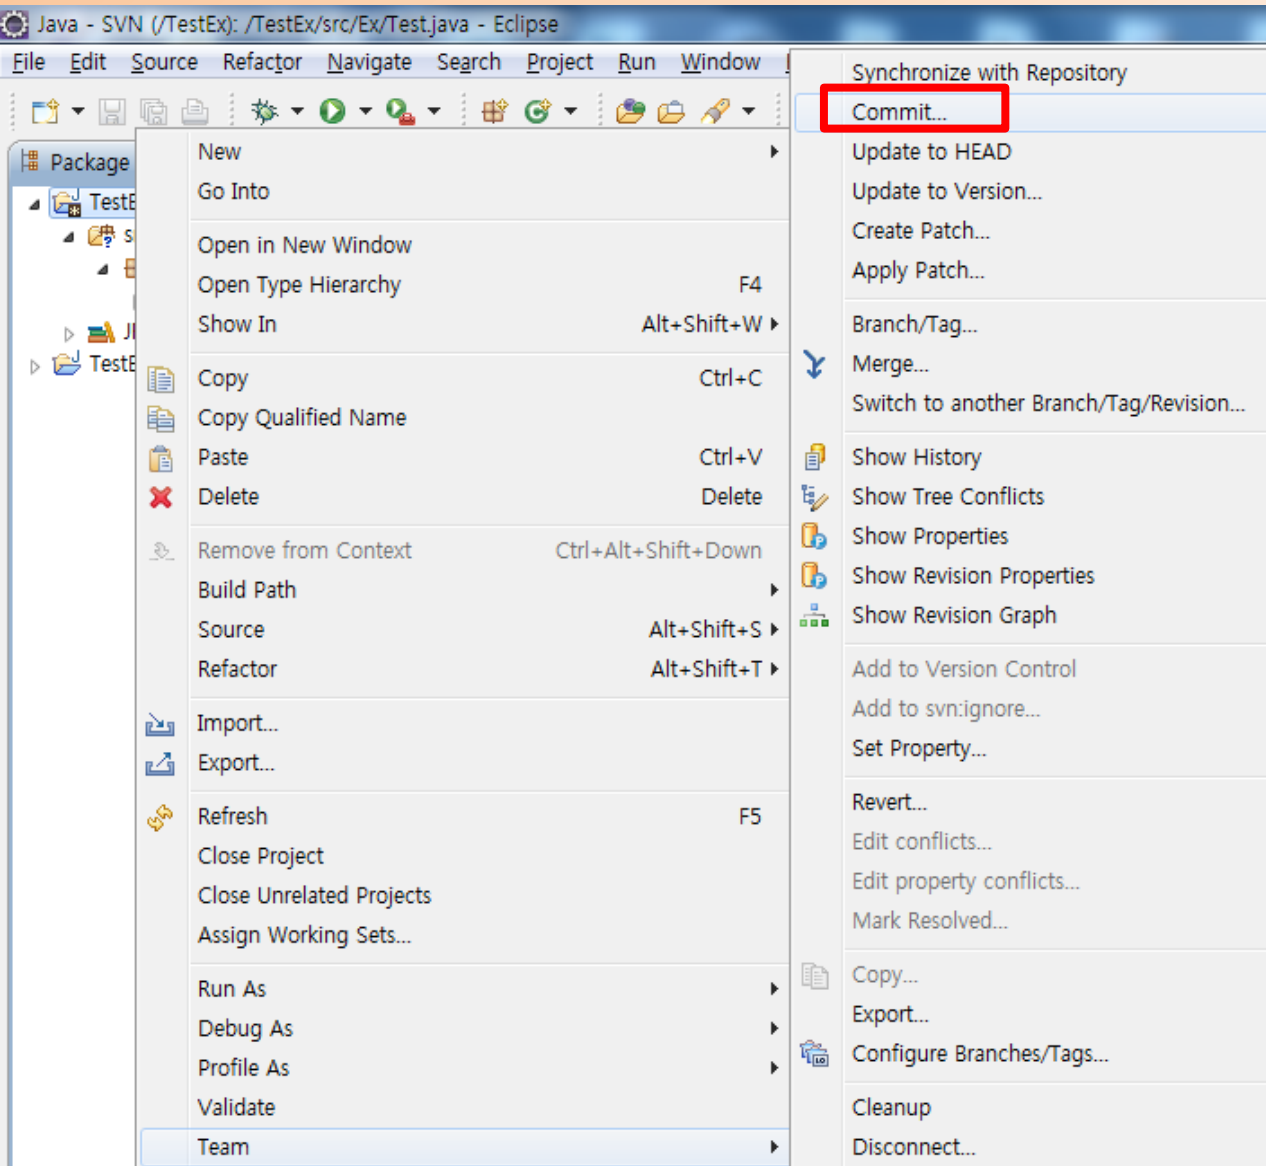 Java - SVN (/TestEx): /TestEx/src/Ex/Test.java - Eclipse
File Edit Source Refactor Navigate Search Project Run Window
Package
TestE
s
JI
TestE
New
Go Into
Open in New Window
Open Type Hierarchy F4
Show In Alt+Shift+W
Copy Ctrl+C
Copy Qualified Name
Paste Ctrl+V
Delete Delete
Remove from Context Ctrl+Alt+Shift+Down
Build Path
Source Alt+Shift+S
Refactor Alt+Shift+T
Import...
Export...
Refresh F5
Close Project
Close Unrelated Projects
Assign Working Sets...
Run As
Debug As
Profile As
Validate
Team
Synchronize with Repository
Commit...
Update to HEAD
Update to Version...
Create Patch...
Apply Patch...
Branch/Tag...
Merge...
Switch to another Branch/Tag/Revision...
Show History
Show Tree Conflicts
Show Properties
Show Revision Properties
Show Revision Graph
Add to Version Control
Add to svn:ignore...
Set Property...
Revert...
Edit conflicts...
Edit property conflicts...
Mark Resolved...
Copy...
Export...
Configure Branches/Tags...
Cleanup
Disconnect...